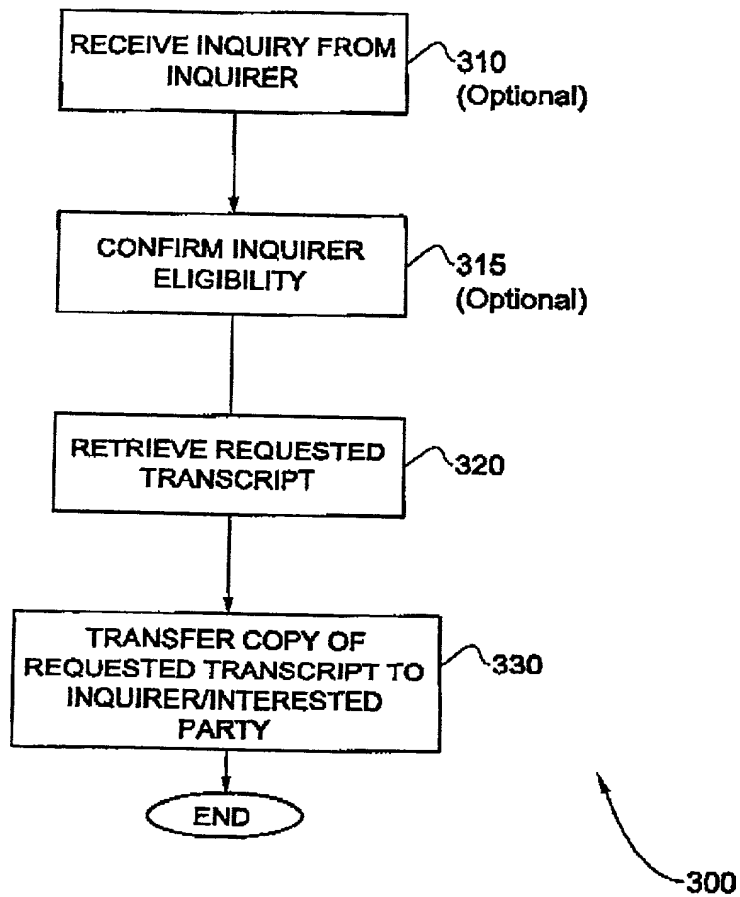 RECEIVE INQUIRY FROM
INQUIRER
310
(Optional)
CONFIRM INQUIRER
ELIGIBILITY
315
(Optional)
RETRIEVE REQUESTED
TRANSCRIPT
320
TRANSFER COPY OF
REQUESTED TRANSCRIPT TO
INQUIRER/INTERESTED
PARTY
330
END
300